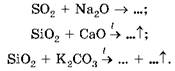 SO₂ + Na₂O → ...;
SiO₂ + CaO →ᵗ ...↑;
SiO₂ + K₂CO₃ →ᵗ ... + ...↑.